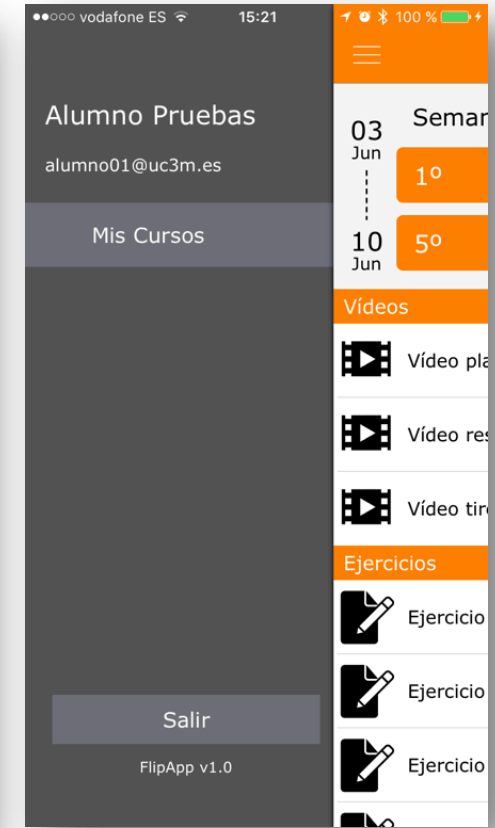 vodafone ES 15:21 100 %
Alumno Pruebas
alumno01@uc3m.es
Mis Cursos
Salir
FlipApp v1.0
03
Jun
10
Jun
Seman
1º
5º
Vídeos
Vídeo pla
Vídeo res
Vídeo tir
Ejercicios
Ejercicio
Ejercicio
Ejercicio